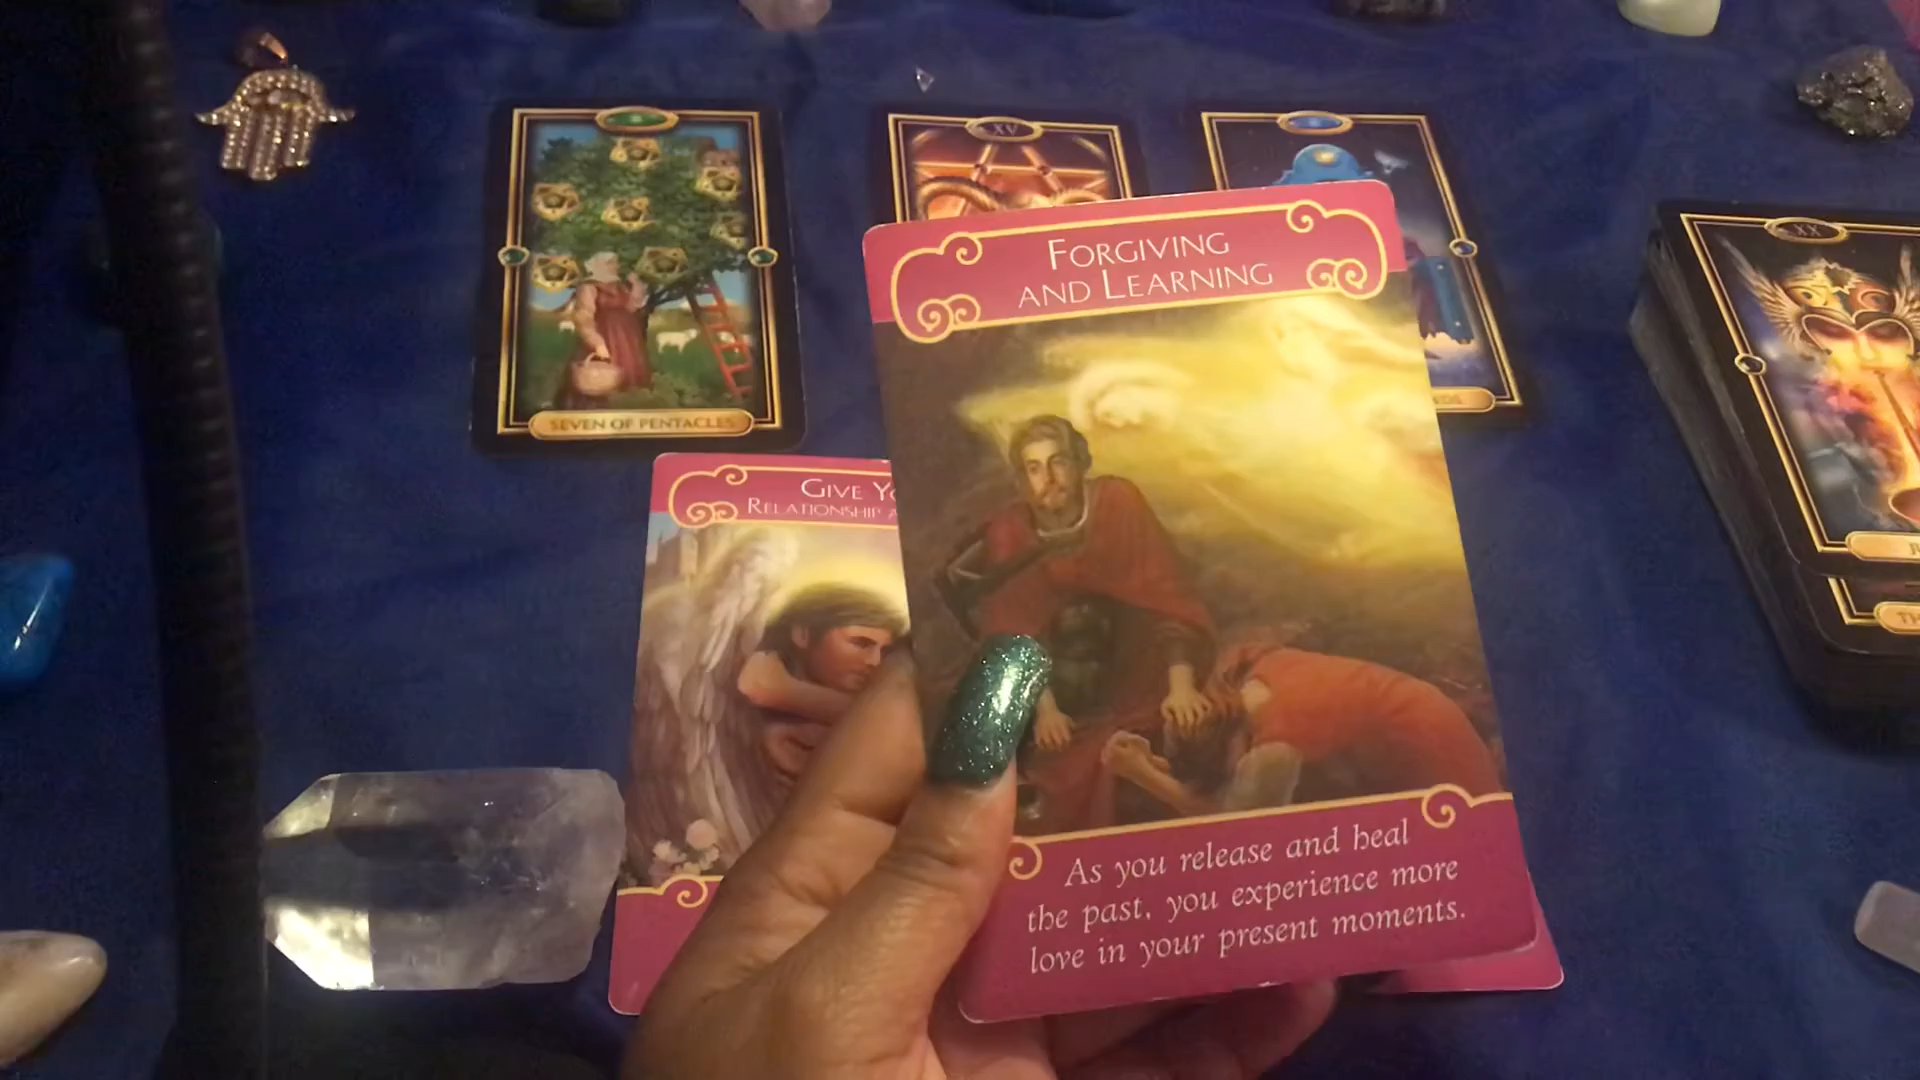 XV
XX
SEVEN OF PENTACLES
FORGIVING
AND LEARNING
GIVE
RELATIONSHIP
As you release and heal
the past, you experience more
love in your present moments.